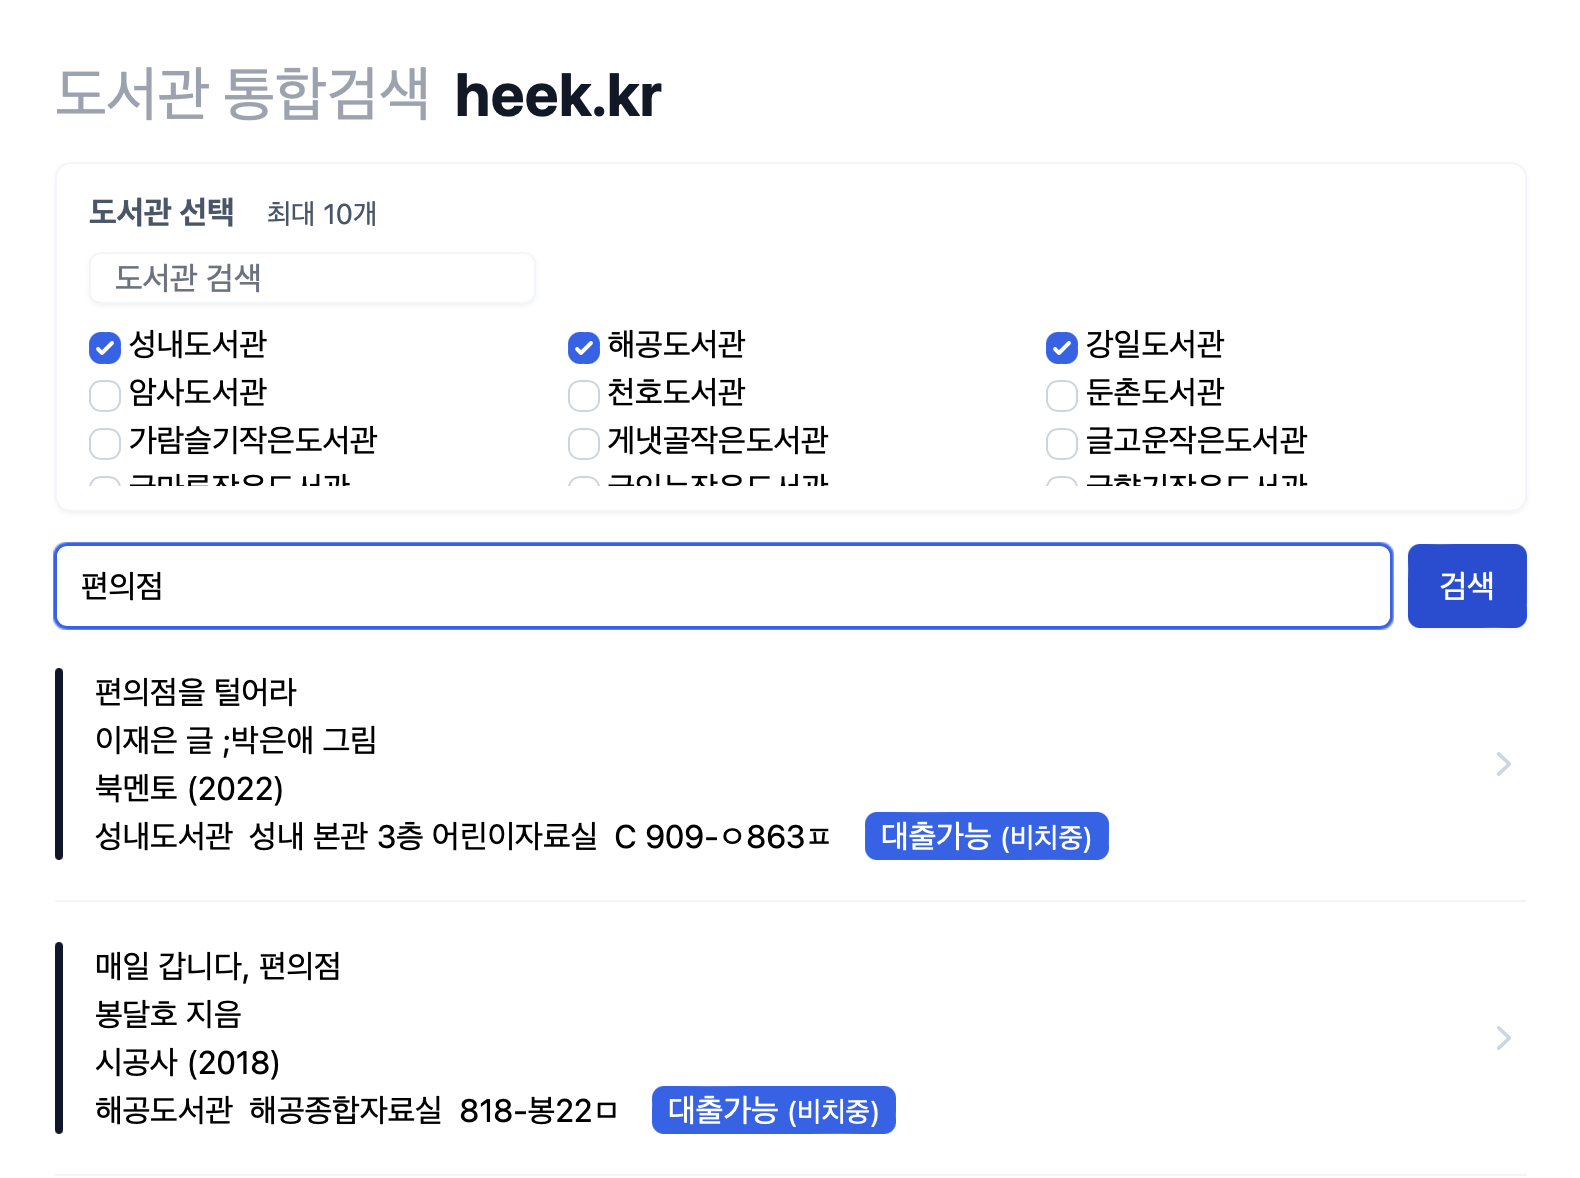 도서관 통합검색 heek.kr
도서관 선택 최대 10개
도서관 검색
성내도서관 해공도서관 강일도서관
암사도서관 천호도서관 둔촌도서관
가람슬기작은도서관 게냇골작은도서관 글고운작은도서관
편의점 검색
편의점을 털어라
이재은 글 ;박은애 그림
북멘토 (2022)
성내도서관 성내 본관 3층 어린이자료실 C 909-ㅇ863ㅍ 대출가능 (비치중)
매일 갑니다, 편의점
봉달호 지음
시공사 (2018)
해공도서관 해공종합자료실 818-봉22ㅁ 대출가능 (비치중)